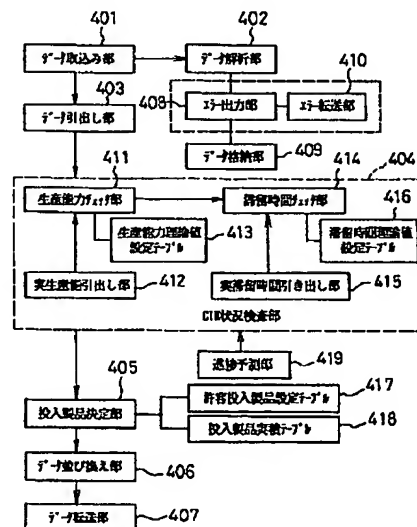 401
データ取込み部
402
データ解析部
403
データ引出し部
410
408
エラー出力部
エラー転送部
データ格納部
409
411
生産能力チェック部
414
滞留時間チェック部
404
416
生産能力理論値
設定テーブル
413
滞留時間理論値
設定テーブル
実生産能引出し部
412
実滞留時間引き出し部
415
状況検査部
進捗予測部
419
405
投入製品決定部
許容投入製品設定テーブル
417
投入製品実積テーブル
418
データ並び換え部
406
データ転送部
407